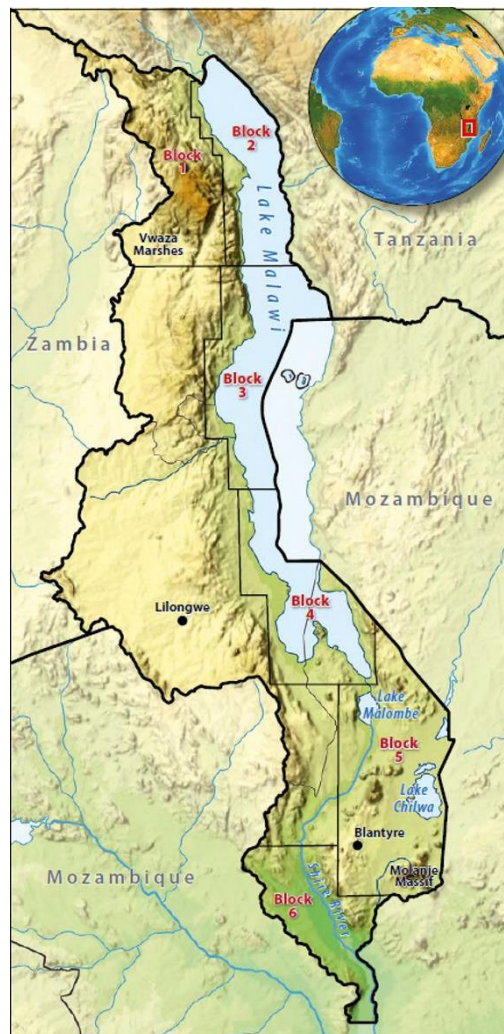 Block
1
Block
2
Vwaza
Marshes
Lake Malawi
Tanzania
Zambia
Block
3
Mozambique
Lilongwe
Block
4
Lake
Malombe
Block
5
Lake
Chilwa
Blantyre
Mulanje
Massif
Mozambique
Block
6
Shire River